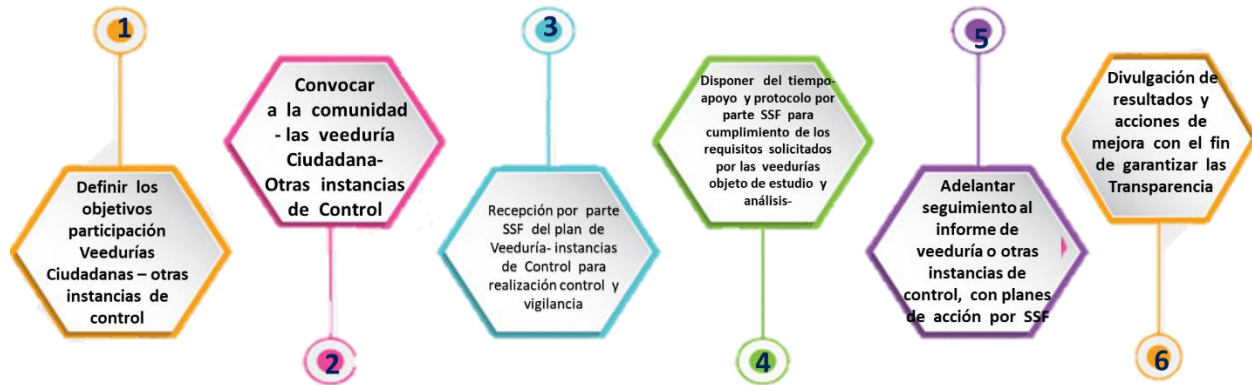 1
Definir los
objetivos
participación
Veedurías
Ciudadanas – otras
instancias de
control
2
Convocar
a la comunidad
- las veeduría
Ciudadana-
Otras instancias
de Control
3
Recepción por parte
SSF del plan de
Veeduría- instancias
de Control para
realización control y
vigilancia
4
Disponer del tiempo-
apoyo y protocolo por
parte SSF para
cumplimiento de los
requisitos solicitados
por las veedurías
objeto de estudio y
análisis-
5
Adelantar
seguimiento al
informe de
veeduría o otras
instancias de
control, con planes
de acción por SSF
6
Divulgación de
resultados y
acciones de
mejora con el fin
de garantizar las
Transparencia